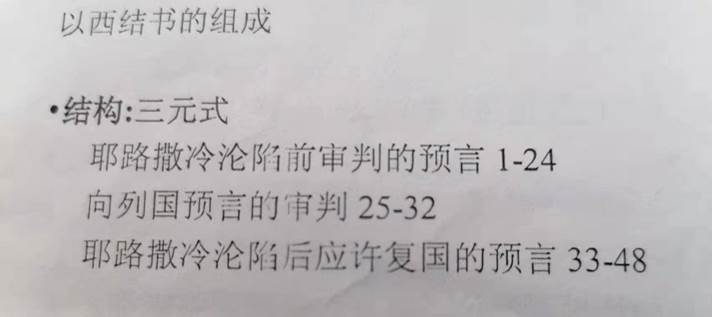 以西结书的组成
•结构:三元式
耶路撒冷沦陷前审判的预言 1-24
向列国预言的审判 25-32
耶路撒冷沦陷后应许复国的预言 33-48